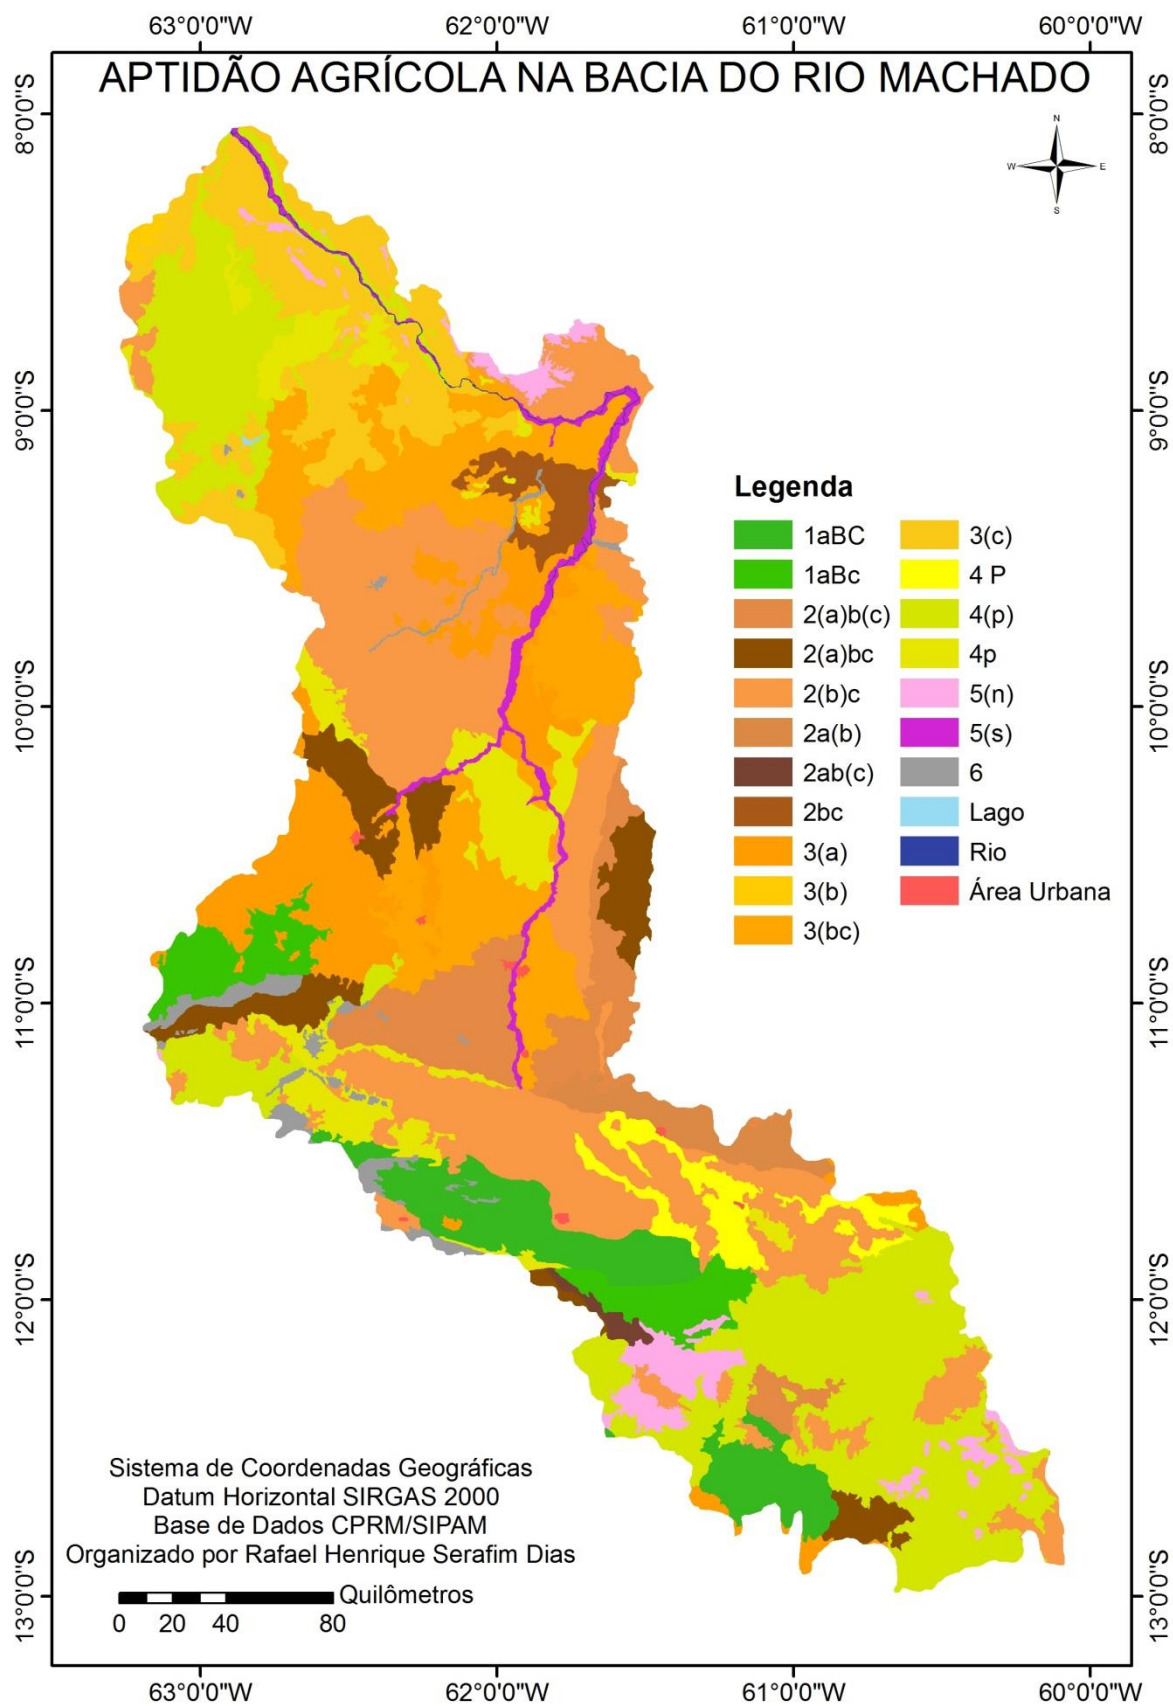 63°0'0"W 62°0'0"W 61°0'0"W 60°0'0"W
APTIDÃO AGRÍCOLA NA BACIA DO RIO MACHADO
8°0'0"S 8°0'0"S
N
W E
S
9°0'0"S 9°0'0"S
Legenda
1aBC
1aBc
2(a)b(c)
2(a)bc
2(b)c
2a(b)
2ab(c)
2bc
3(a)
3(b)
3(bc)
3(c)
4 P
4(p)
4p
5(n)
5(s)
6
Lago
Rio
Área Urbana
10°0'0"S 10°0'0"S
11°0'0"S 11°0'0"S
12°0'0"S 12°0'0"S
Sistema de Coordenadas Geográficas
Datum Horizontal SIRGAS 2000
Base de Dados CPRM/SIPAM
Organizado por Rafael Henrique Serafim Dias
Quilômetros
0 20 40 80
13°0'0"S 13°0'0"S
63°0'0"W 62°0'0"W 61°0'0"W 60°0'0"W